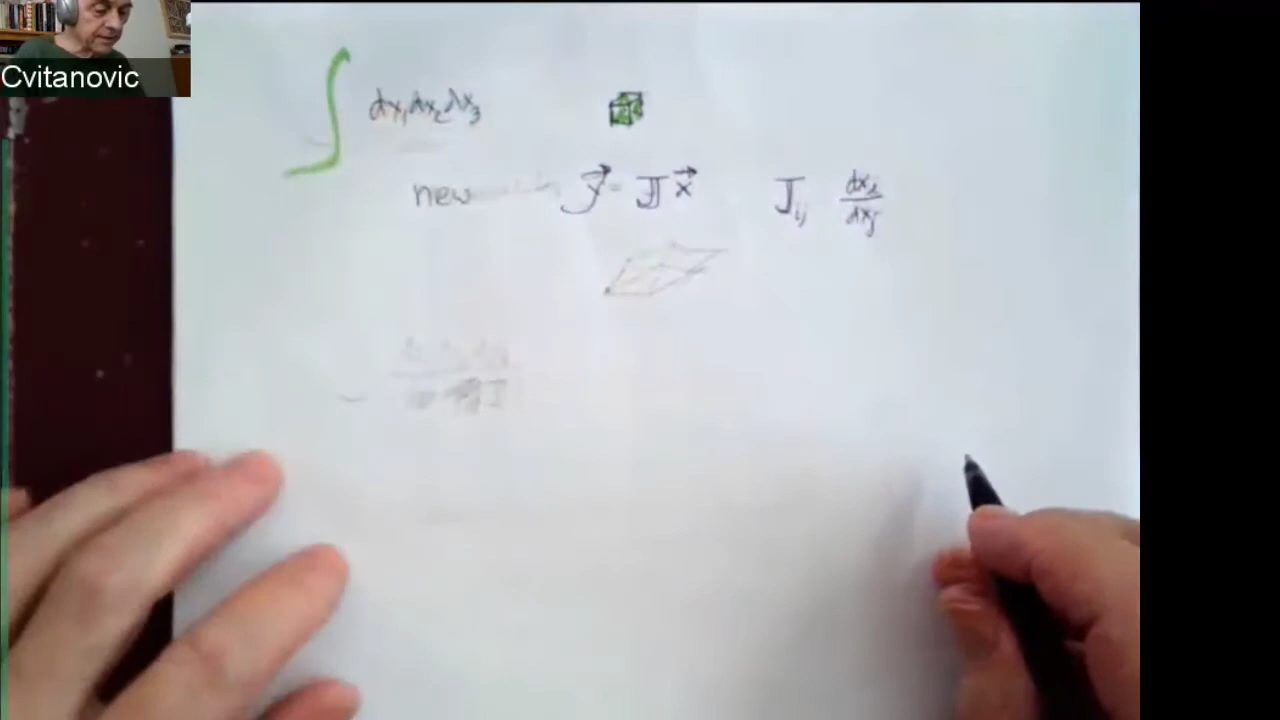 Cvitanovic
∫ dx₁dx₂dx₃
new y⃗ = J x⃗ J_ij dx_i/dx_j